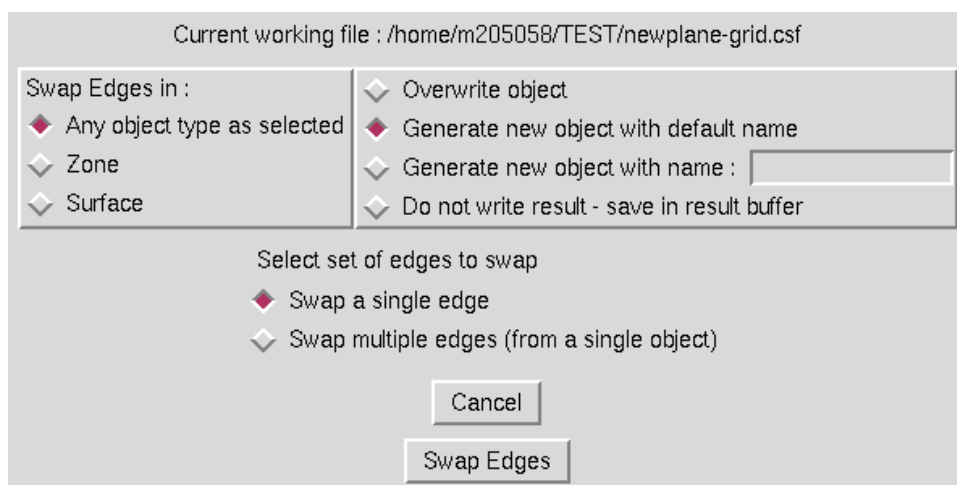 Current working file : /home/m205058/TEST/newplane-grid.csf
Swap Edges in :
Any object type as selected
Zone
Surface
Overwrite object
Generate new object with default name
Generate new object with name :
Do not write result - save in result buffer
Select set of edges to swap
Swap a single edge
Swap multiple edges (from a single object)
Cancel
Swap Edges